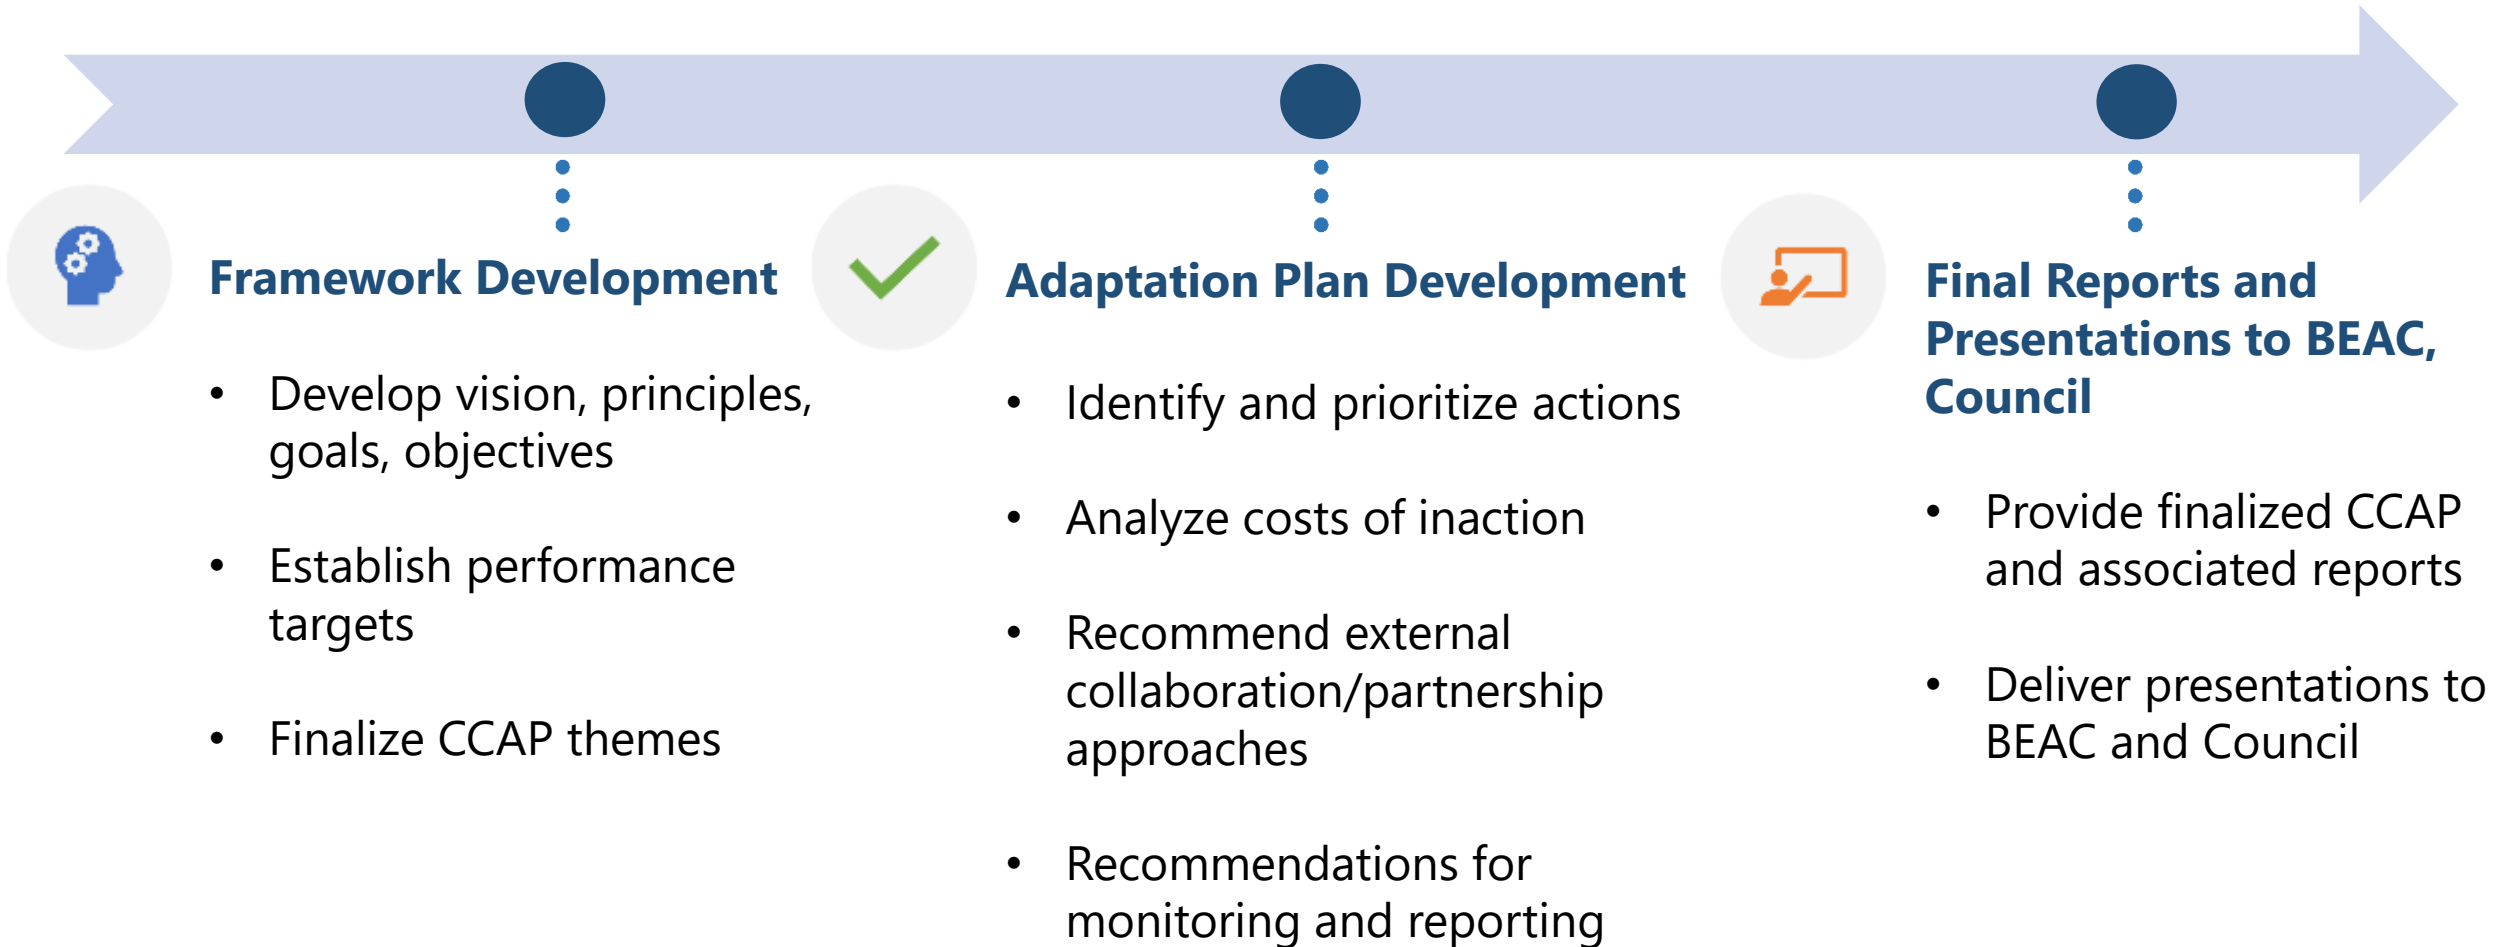 Framework Development
• Develop vision, principles,
goals, objectives
• Establish performance
targets
• Finalize CCAP themes
Adaptation Plan Development
• Identify and prioritize actions
• Analyze costs of inaction
• Recommend external
collaboration/partnership
approaches
• Recommendations for
monitoring and reporting
Final Reports and
Presentations to BEAC,
Council
• Provide finalized CCAP
and associated reports
• Deliver presentations to
BEAC and Council